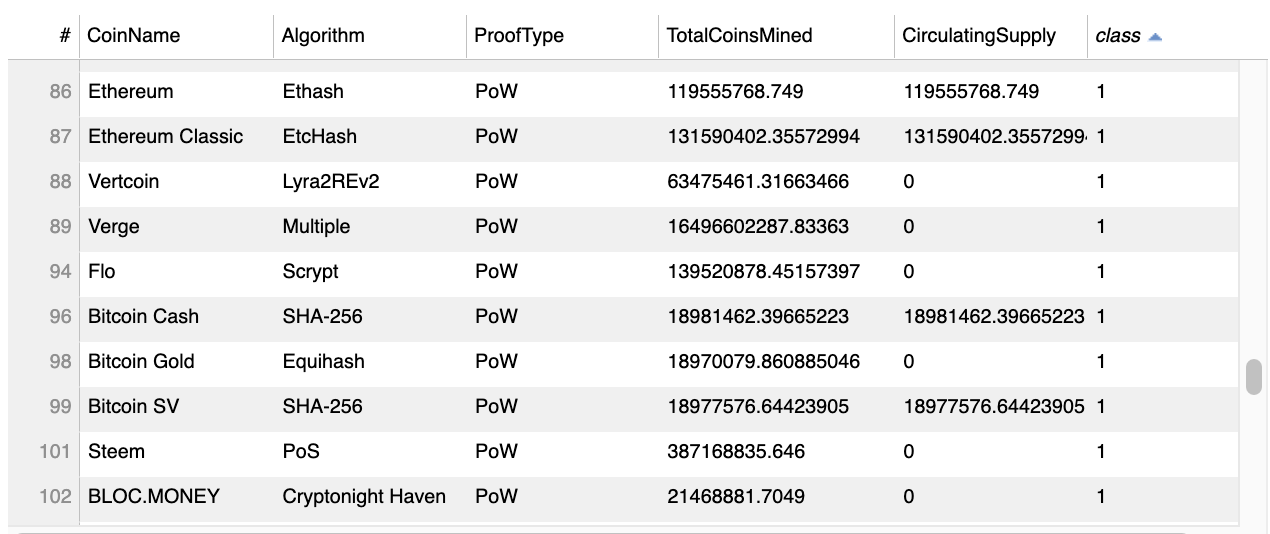 # CoinName Algorithm ProofType TotalCoinsMined CirculatingSupply class
86 Ethereum Ethash PoW 119555768.749 119555768.749 1
87 Ethereum Classic EtcHash PoW 131590402.35572994 131590402.3557299 1
88 Vertcoin Lyra2REv2 PoW 63475461.31663466 0 1
89 Verge Multiple PoW 16496602287.83363 0 1
94 Flo Scrypt PoW 139520878.45157397 0 1
96 Bitcoin Cash SHA-256 PoW 18981462.39665223 18981462.39665223 1
98 Bitcoin Gold Equihash PoW 18970079.860885046 0 1
99 Bitcoin SV SHA-256 PoW 18977576.64423905 18977576.64423905 1
101 Steem PoS PoW 387168835.646 0 1
102 BLOC.MONEY Cryptonight Haven PoW 21468881.7049 0 1